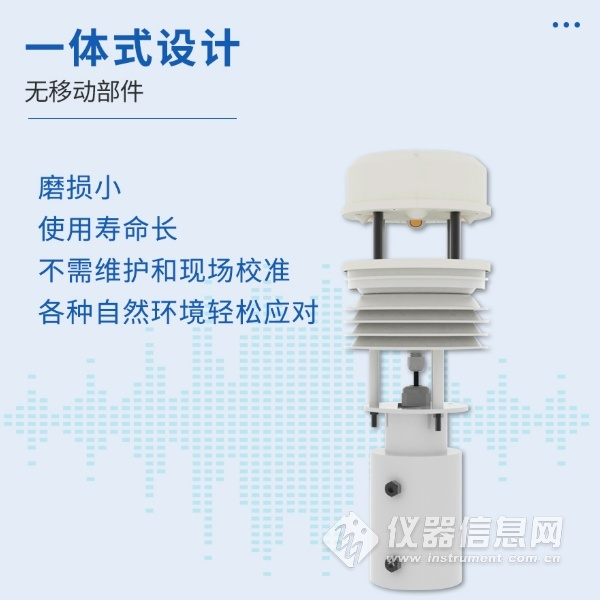 一体式设计
无移动部件
磨损小
使用寿命长
不需维护和现场校准
各种自然环境轻松应对
仪器信息网
www.instrument.com.cn